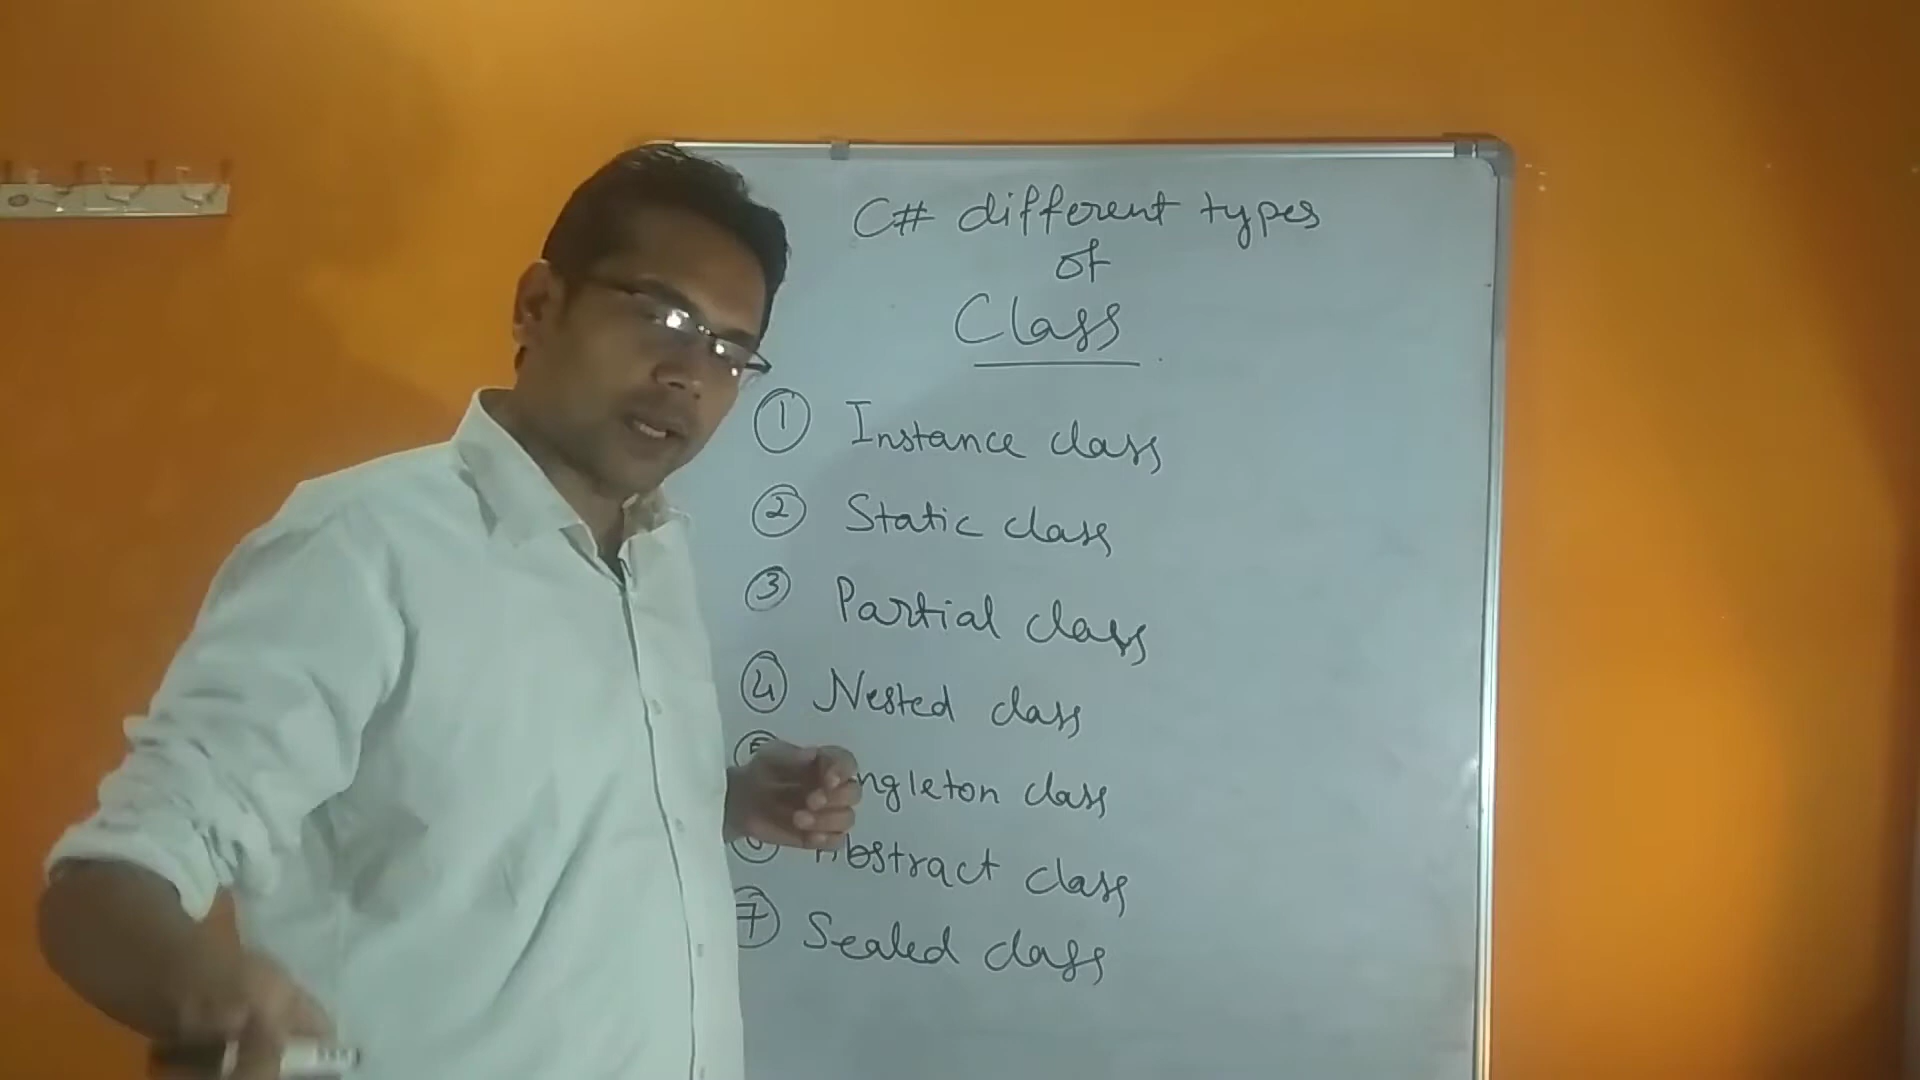 C# different types
of
Class
① Instance class
② Static class
③ Partial class
④ Nested class
ngleton class
Abstract class
⑦ Sealed class